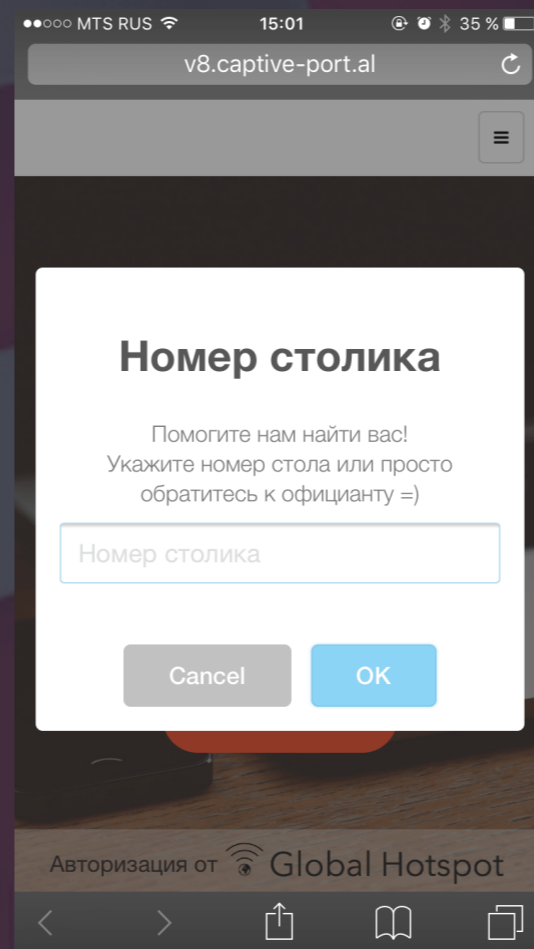 MTS RUS 15:01 35 %
v8.captive-port.al
Номер столика
Помогите нам найти вас!
Укажите номер стола или просто
обратитесь к официанту =)
Номер столика
Cancel OK
Авторизация от Global Hotspot